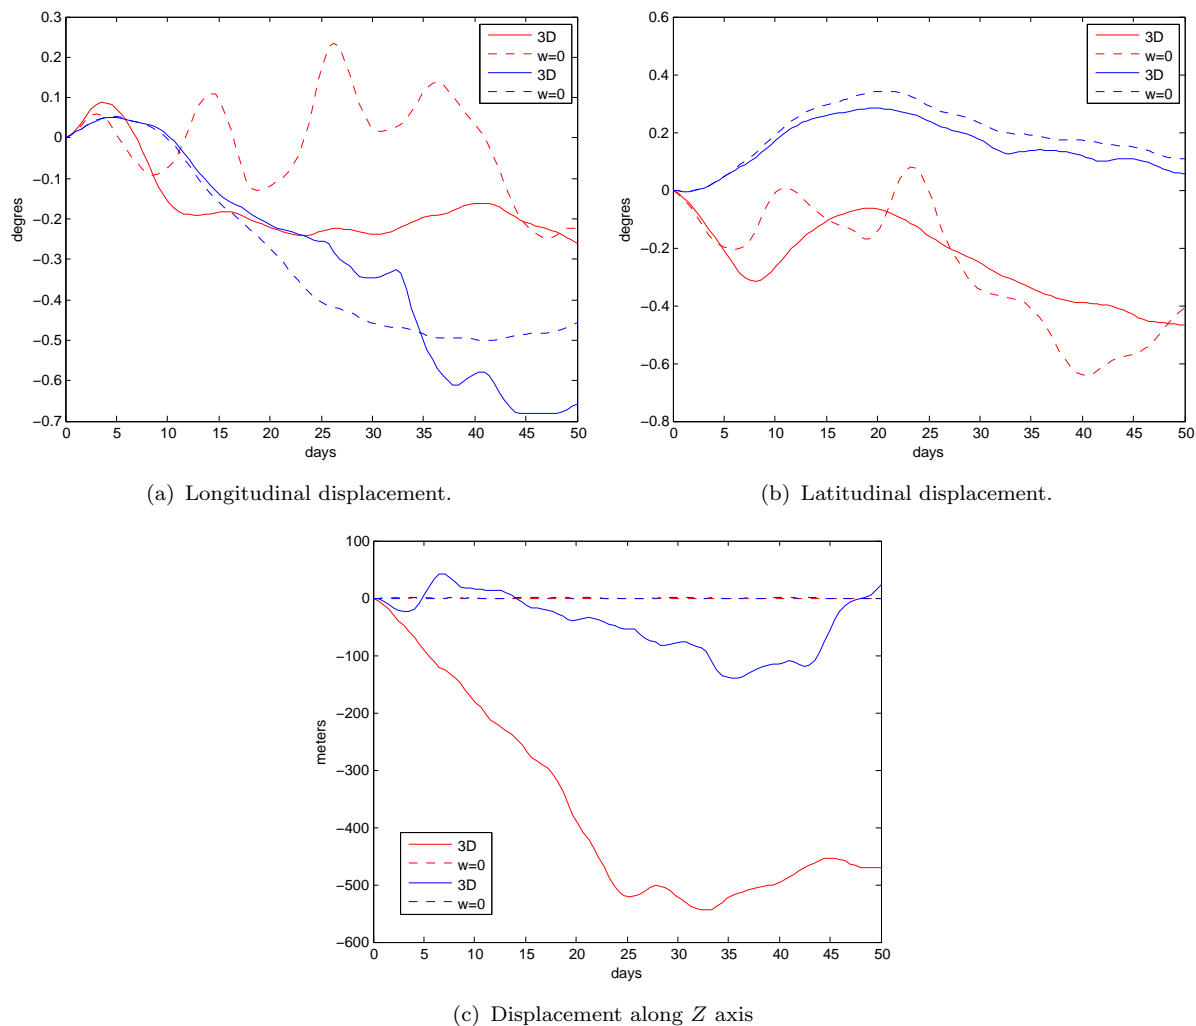 0.3
0.2
0.1
0
−0.1
−0.2
−0.3
−0.4
−0.5
−0.6
−0.7
degres
0 5 10 15 20 25 30 35 40 45 50
days
3D
w=0
3D
w=0
(a) Longitudinal displacement.
0.6
0.4
0.2
0
−0.2
−0.4
−0.6
−0.8
degres
0 5 10 15 20 25 30 35 40 45 50
days
3D
w=0
3D
w=0
(b) Latitudinal displacement.
100
0
−100
−200
−300
−400
−500
−600
meters
0 5 10 15 20 25 30 35 40 45 50
days
3D
w=0
3D
w=0
(c) Displacement along Z axis